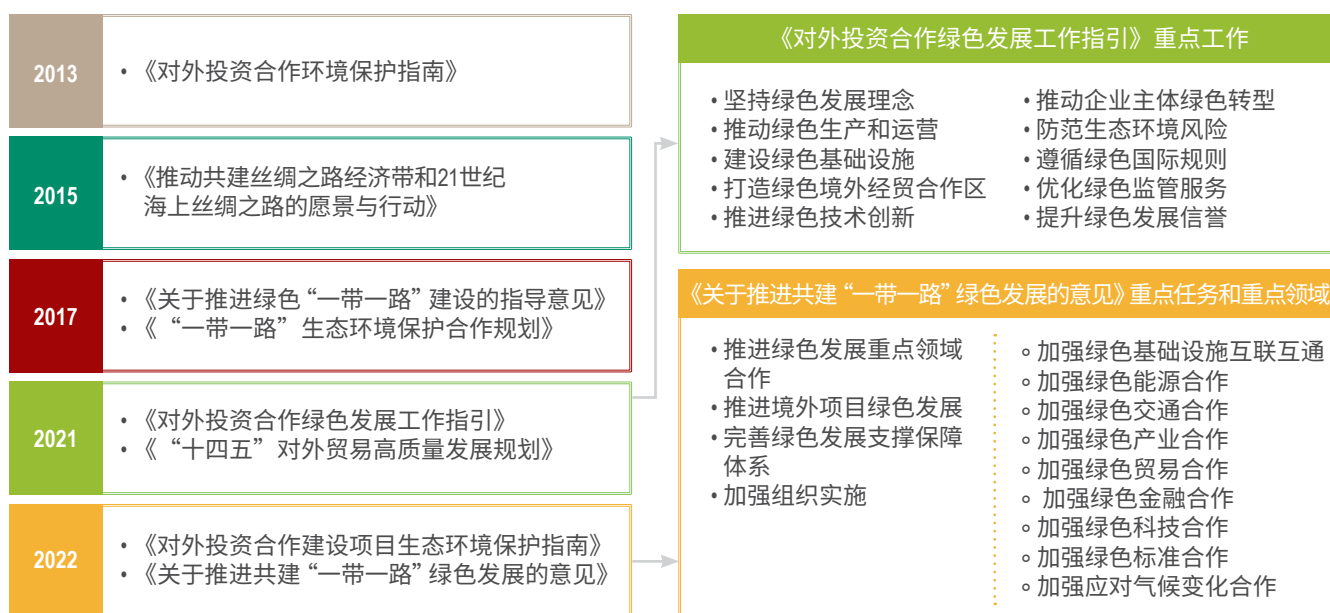 2013
• 《对外投资合作环境保护指南》
2015
• 《推动共建丝绸之路经济带和21世纪
海上丝绸之路的愿景与行动》
2017
• 《关于推进绿色“一带一路”建设的指导意见》
• 《“一带一路”生态环境保护合作规划》
2021
• 《对外投资合作绿色发展工作指引》
• 《“十四五”对外贸易高质量发展规划》
2022
• 《对外投资合作建设项目生态环境保护指南》
• 《关于推进共建“一带一路”绿色发展的意见》
《对外投资合作绿色发展工作指引》重点工作
• 坚持绿色发展理念
• 推动绿色生产和运营
• 建设绿色基础设施
• 打造绿色境外经贸合作区
• 推进绿色技术创新
• 推动企业主体绿色转型
• 防范生态环境风险
• 遵循绿色国际规则
• 优化绿色监管服务
• 提升绿色发展信誉
《关于推进共建“一带一路”绿色发展的意见》重点任务和重点领域
• 推进绿色发展重点领域
合作
• 推进境外项目绿色发展
• 完善绿色发展支撑保障
体系
• 加强组织实施
∘ 加强绿色基础设施互联互通
∘ 加强绿色能源合作
∘ 加强绿色交通合作
∘ 加强绿色产业合作
∘ 加强绿色贸易合作
∘ 加强绿色金融合作
∘ 加强绿色科技合作
∘ 加强绿色标准合作
∘ 加强应对气候变化合作